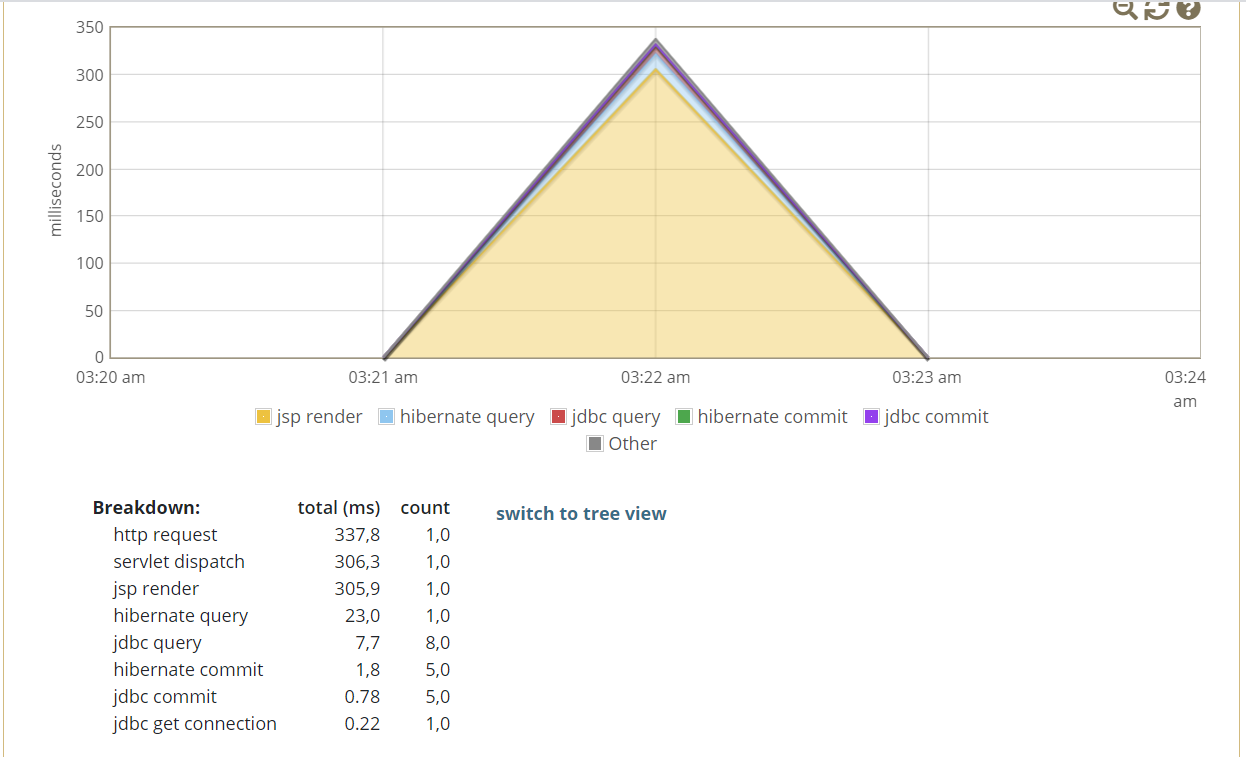 350
300
250
200
150
100
50
0
milliseconds
03:20 am 03:21 am 03:22 am 03:23 am 03:24 am
jsp render hibernate query jdbc query hibernate commit jdbc commit
Other
Breakdown: total (ms) count
switch to tree view
http request 337,8 1,0
servlet dispatch 306,3 1,0
jsp render 305,9 1,0
hibernate query 23,0 1,0
jdbc query 7,7 8,0
hibernate commit 1,8 5,0
jdbc commit 0.78 5,0
jdbc get connection 0.22 1,0